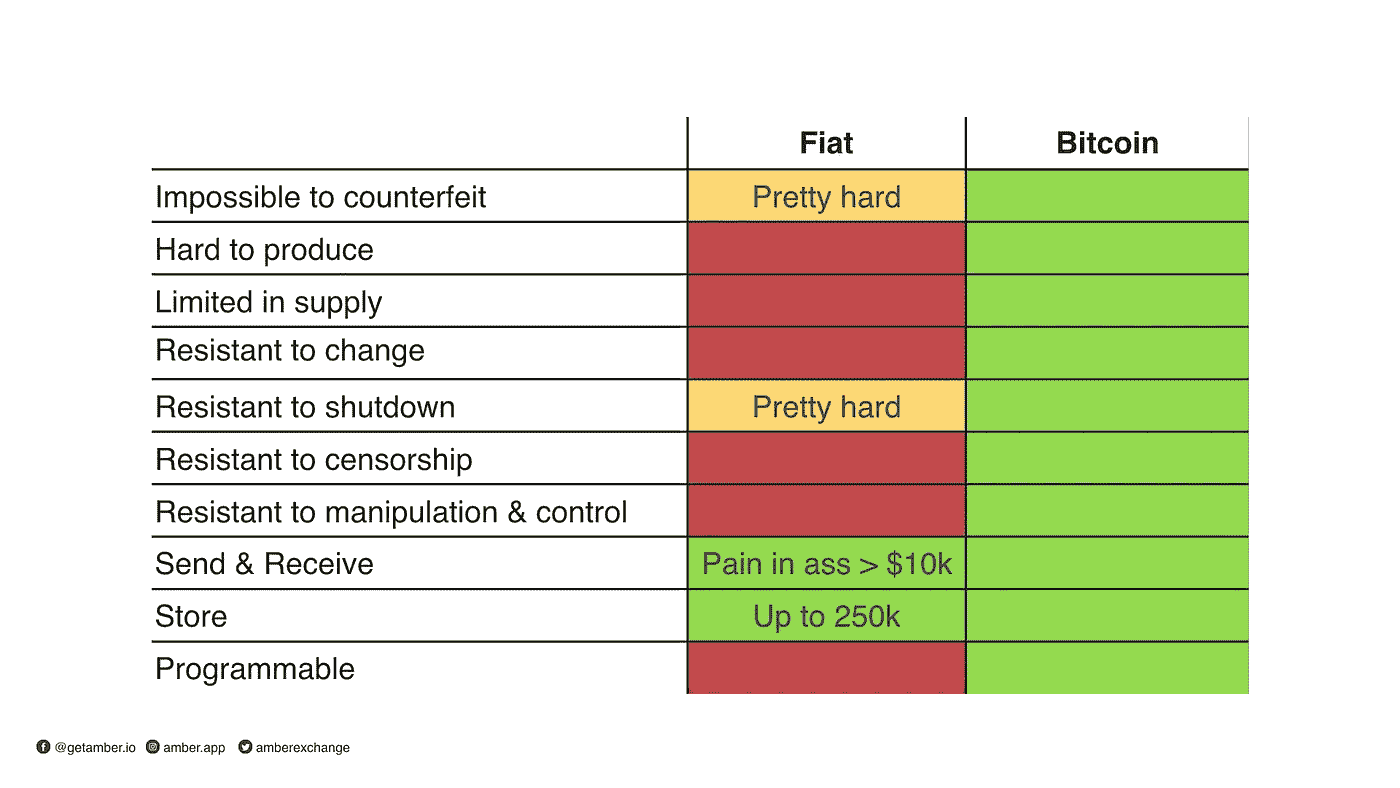 Fiat Bitcoin
Impossible to counterfeit Pretty hard
Hard to produce
Limited in supply
Resistant to change
Resistant to shutdown Pretty hard
Resistant to censorship
Resistant to manipulation & control
Send & Receive Pain in ass > $10k
Store Up to 250k
Programmable
@getamber.io amber.app amberexchange